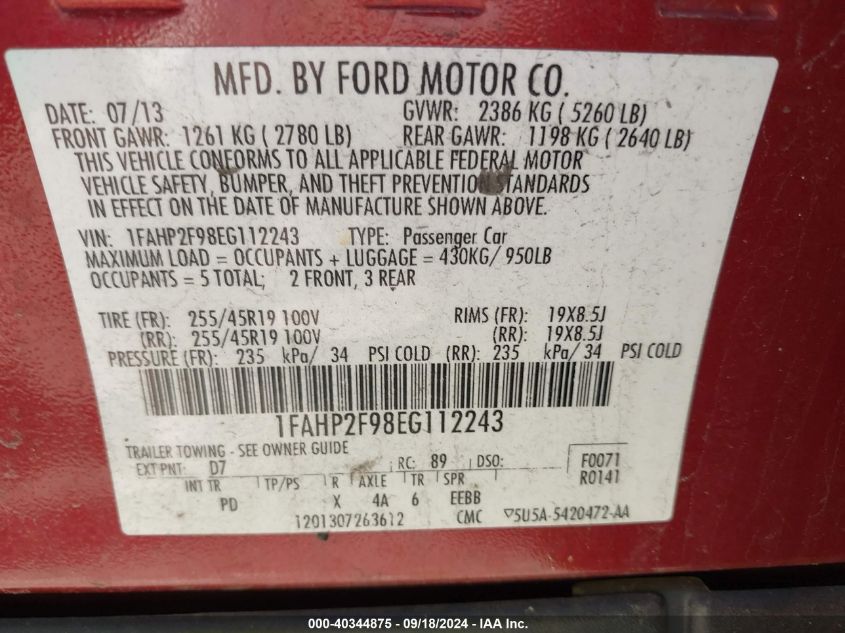 MFD. BY FORD MOTOR CO.
DATE: 07/13 GVWR: 2386 KG ( 5260 LB)
FRONT GAWR: 1261 KG ( 2780 LB) REAR GAWR: 1198 KG ( 2640 LB)
THIS VEHICLE CONFORMS TO ALL APPLICABLE FEDERAL MOTOR
VEHICLE SAFETY, BUMPER, AND THEFT PREVENTION STANDARDS
IN EFFECT ON THE DATE OF MANUFACTURE SHOWN ABOVE.
VIN: 1FAHP2F98EG112243 TYPE: Passenger Car
MAXIMUM LOAD = OCCUPANTS + LUGGAGE = 430KG/ 950LB
OCCUPANTS = 5 TOTAL; 2 FRONT, 3 REAR
TIRE (FR): 255/45R19 100V RIMS (FR): 19X8.5J
(RR): 255/45R19 100V (RR): 19X8.5J
PRESSURE (FR): 235 kPa/ 34 PSI COLD (RR): 235 kPa/ 34 PSI COLD
1FAHP2F98EG112243
TRAILER TOWING - SEE OWNER GUIDE
EXT PNT: D7 RC: 89 DSO: F0071
INT TR TP/PS R AXLE TR SPR R0141
PD X 4A 6 EEBB
1201307263612 CMC 5U5A-5420472-AA
000-40344875 - 09/18/2024 - IAA Inc.